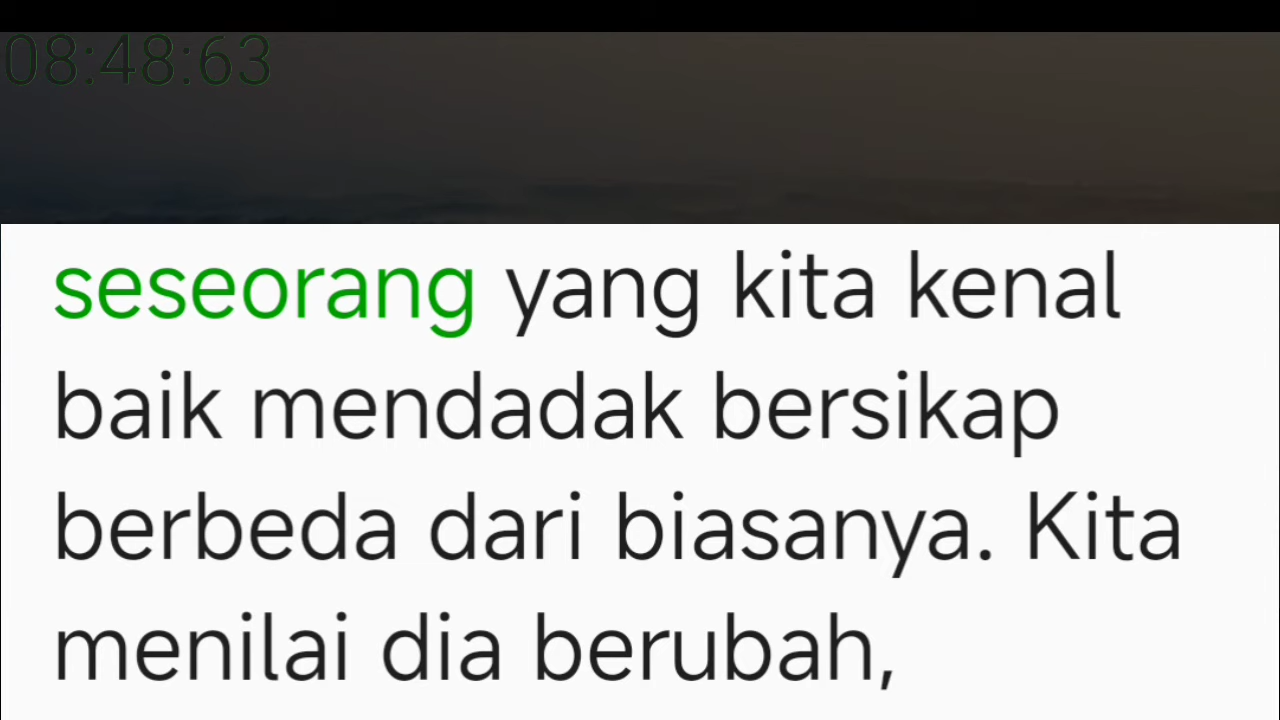 08:48:63
seseorang yang kita kenal
baik mendadak bersikap
berbeda dari biasanya. Kita
menilai dia berubah,